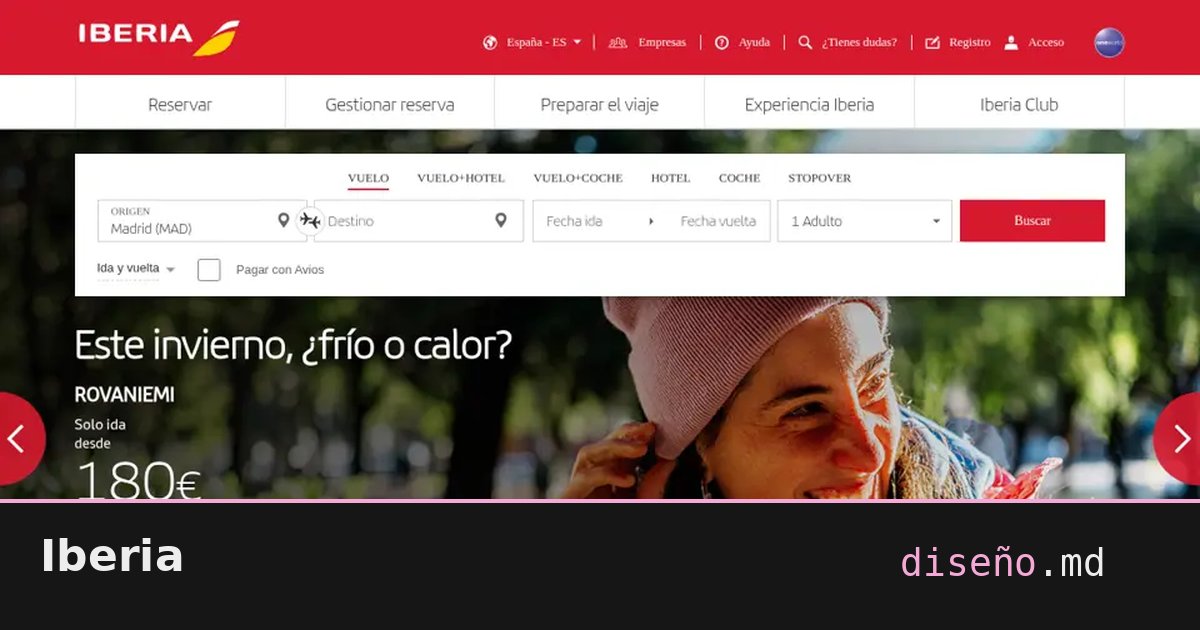 IBERIA
España - ES
Empresas
Ayuda
¿Tienes dudas?
Registro
Acceso
oneworld
Reservar
Gestionar reserva
Preparar el viaje
Experiencia Iberia
Iberia Club
VUELO
VUELO+HOTEL
VUELO+COCHE
HOTEL
COCHE
STOPOVER
ORIGEN
Madrid (MAD)
Destino
Fecha ida
Fecha vuelta
1 Adulto
Buscar
Ida y vuelta
Pagar con Avios
Este invierno, ¿frío o calor?
ROVANIEMI
Solo ida
desde
180€
Iberia
diseño.md